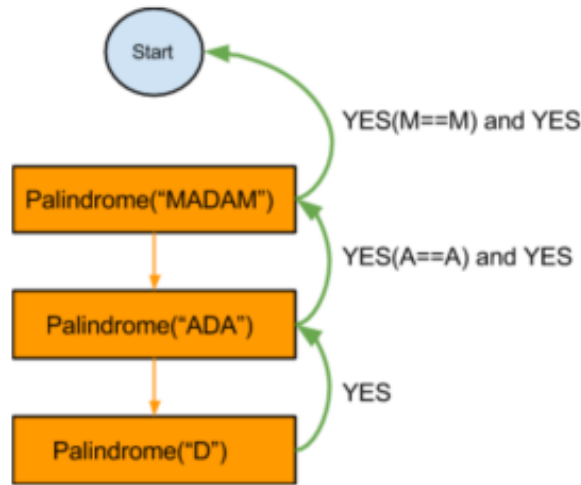 Start
YES(M==M) and YES
Palindrome(“MADAM”)
YES(A==A) and YES
Palindrome(“ADA”)
YES
Palindrome(“D”)